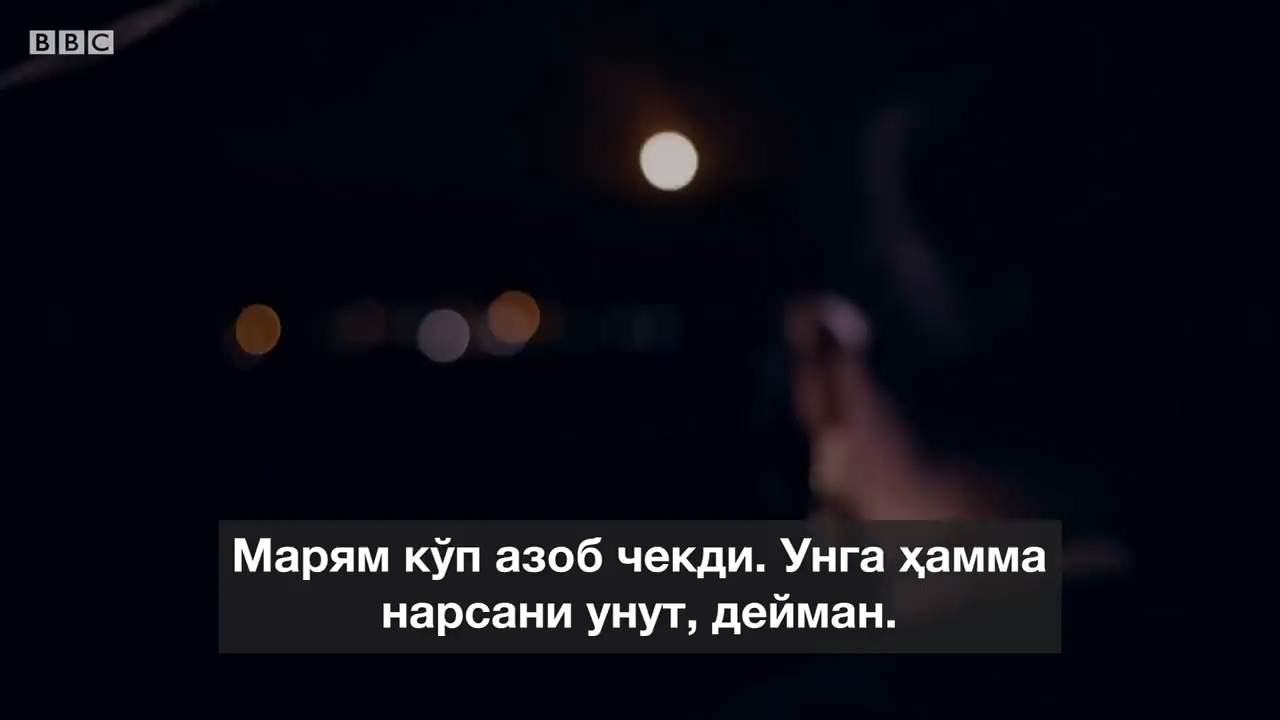 BBC
Марям кўп азоб чекди. Унга ҳамма
нарсани унут, дейман.